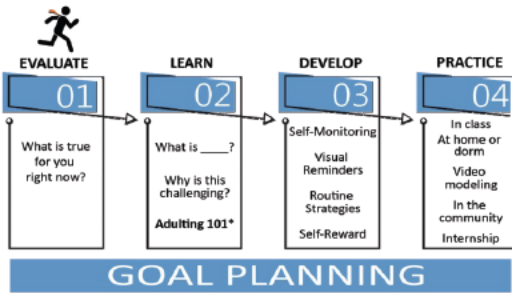 EVALUATE
01
What is true
for you
right now?
LEARN
02
What is ____?
Why is this
challenging?
Adulting 101*
DEVELOP
03
Self-Monitoring
Visual
Reminders
Routine
Strategies
Self-Reward
PRACTICE
04
In class
At home or
dorm
Video
modeling
In the
community
Internship
GOAL PLANNING